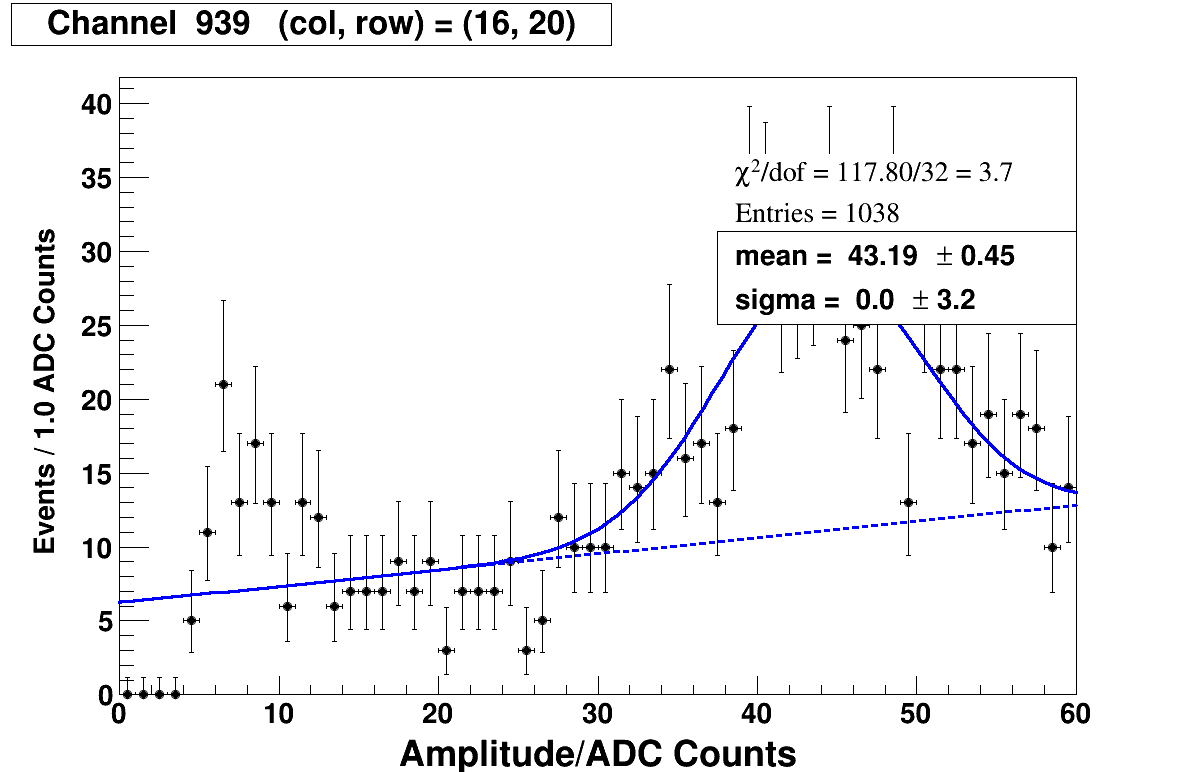 Channel 939 (col, row) = (16, 20)
40
35
30
25
20
15
10
5
0
Events / 1.0 ADC Counts
χ²/dof = 117.80/32 = 3.7
Entries = 1038
mean = 43.19 ± 0.45
sigma = 0.0 ± 3.2
0 10 20 30 40 50 60
Amplitude/ADC Counts